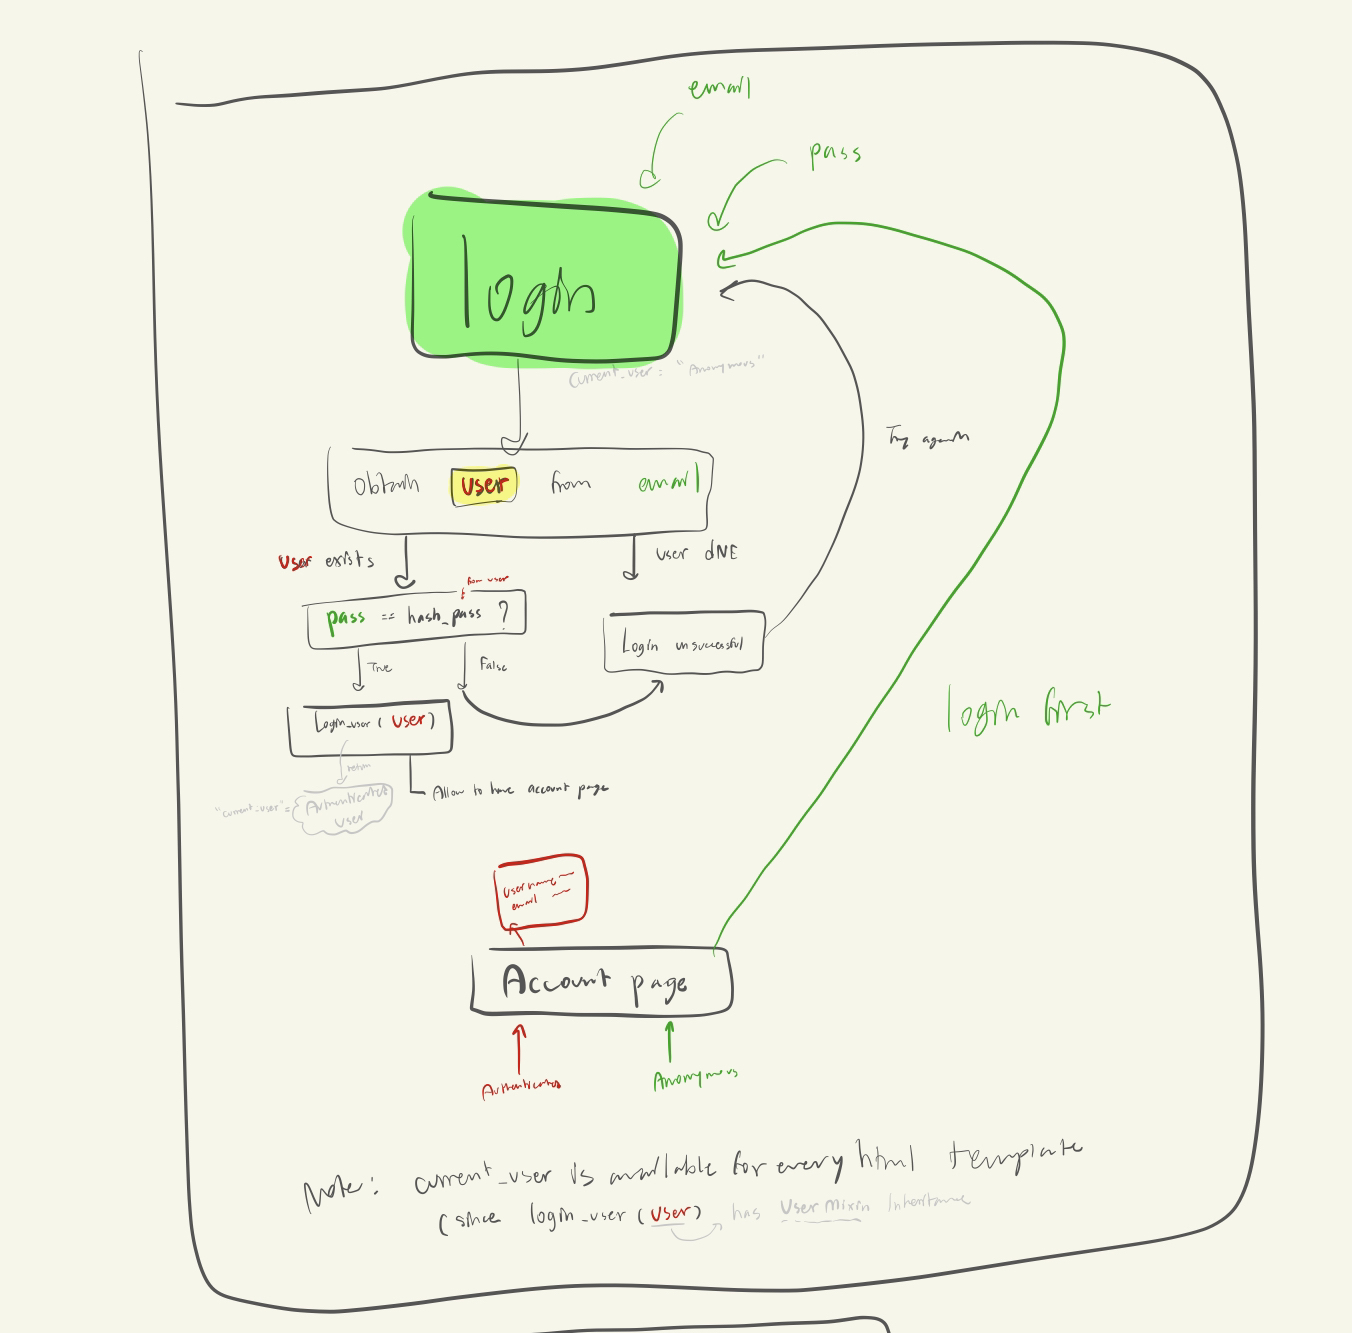 email
pass
login
current_user: "Anonymous"
Try again
Obtain user from email
user exists
user dNE
from user
pass == hash_pass ?
Login unsuccessful
True
False
Login_user (user)
login first
return
"current_user" =
Authenticated
user
Allow to have account page
username
email
Account page
Authenticated
Anonymous
Note: current_user is available for every html template
(since login_user (user) has User Mixin Inheritance